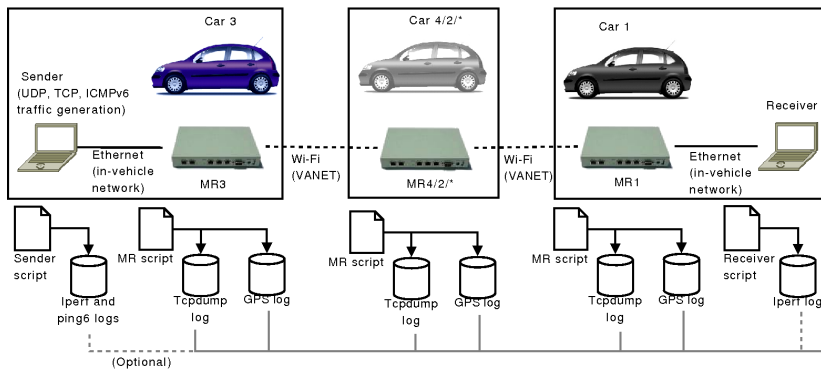 Car 3
Car 4/2/*
Car 1
Sender
(UDP, TCP, ICMPv6
traffic generation)
Receiver
Ethernet
(in-vehicle
network)
MR3
Wi-Fi
(VANET)
MR4/2/*
Wi-Fi
(VANET)
MR1
Ethernet
(in-vehicle
network)
Sender
script
Iperf and
ping6 logs
MR script
Tcpdump
log
GPS log
MR script
Tcpdump
log
GPS log
MR script
Tcpdump
log
GPS log
Receiver
script
Iperf log
(Optional)